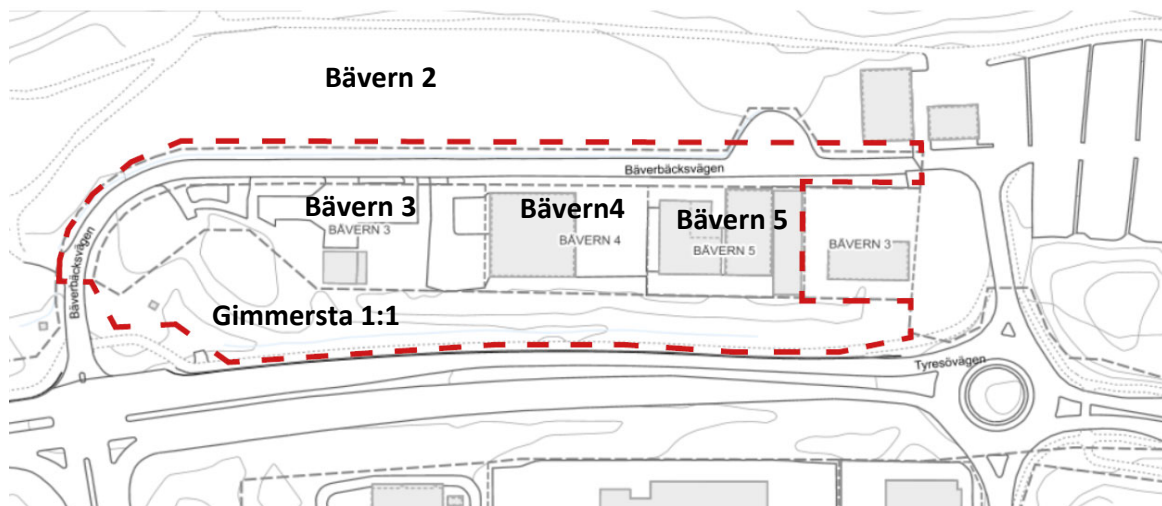 Bävern 2
Bäverbäcksvägen
Bävern 3
Bävern4
Bävern 5
BÄVERN 3
BÄVERN 4
BÄVERN 5
BÄVERN 3
Bäverbäcksvägen
Gimmersta 1:1
Tyresövägen